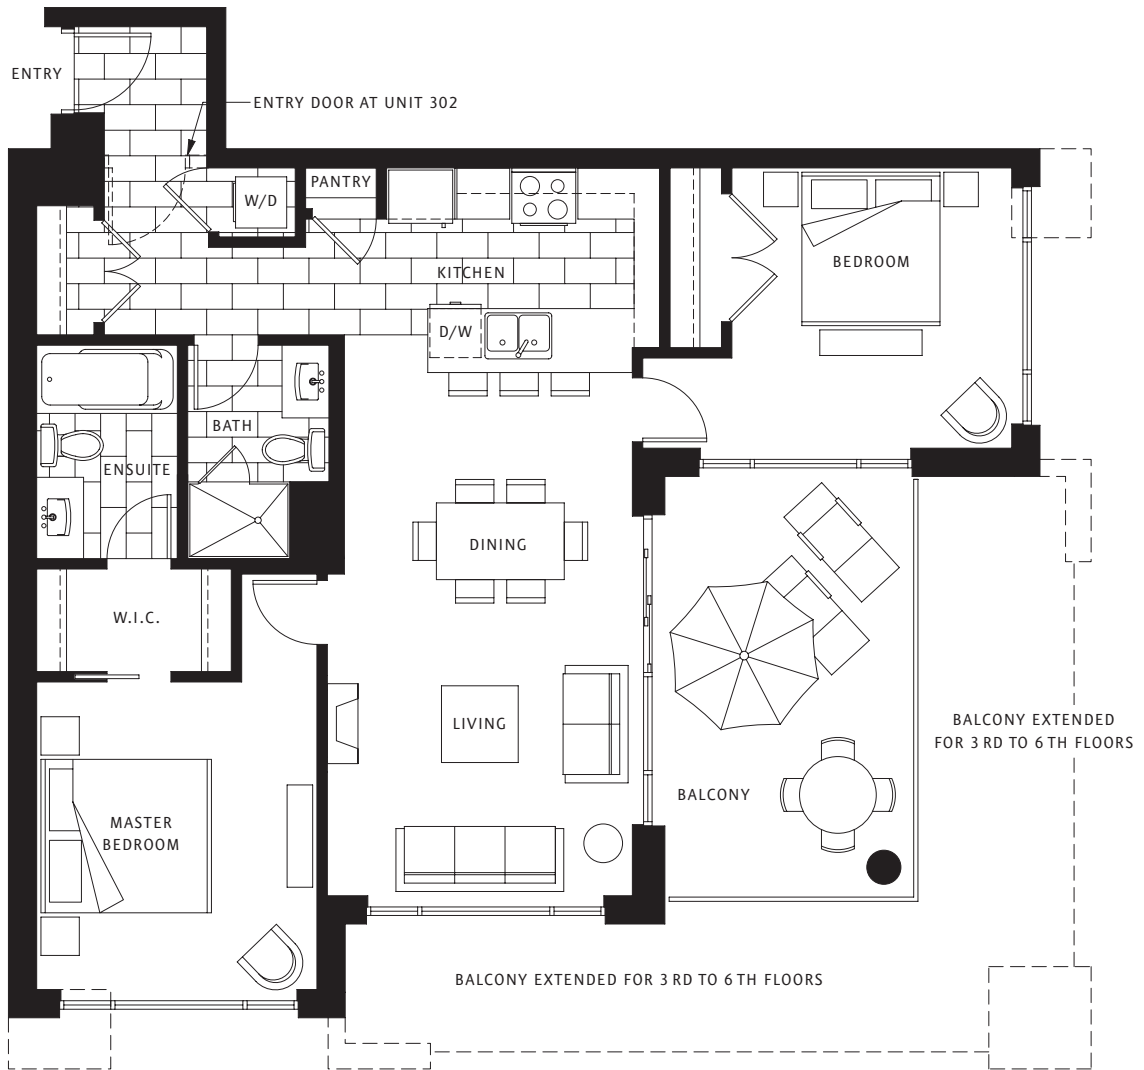 ENTRY
ENTRY DOOR AT UNIT 302
PANTRY
W/D
KITCHEN
BEDROOM
D/W
BATH
ENSUITE
DINING
W.I.C.
LIVING
BALCONY EXTENDED
FOR 3 RD TO 6 TH FLOORS
BALCONY
MASTER
BEDROOM
BALCONY EXTENDED FOR 3 RD TO 6 TH FLOORS